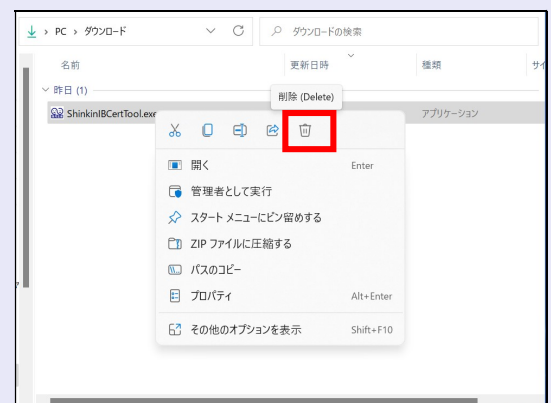 PC > ダウンロード
ダウンロードの検索
名前 更新日時 種類 サイ
昨日 (1)
削除 (Delete)
ShinkinIBCertTool.exe アプリケーション
開く Enter
管理者として実行
スタート メニューにピン留めする
ZIP ファイルに圧縮する
パスのコピー
プロパティ Alt+Enter
その他のオプションを表示 Shift+F10